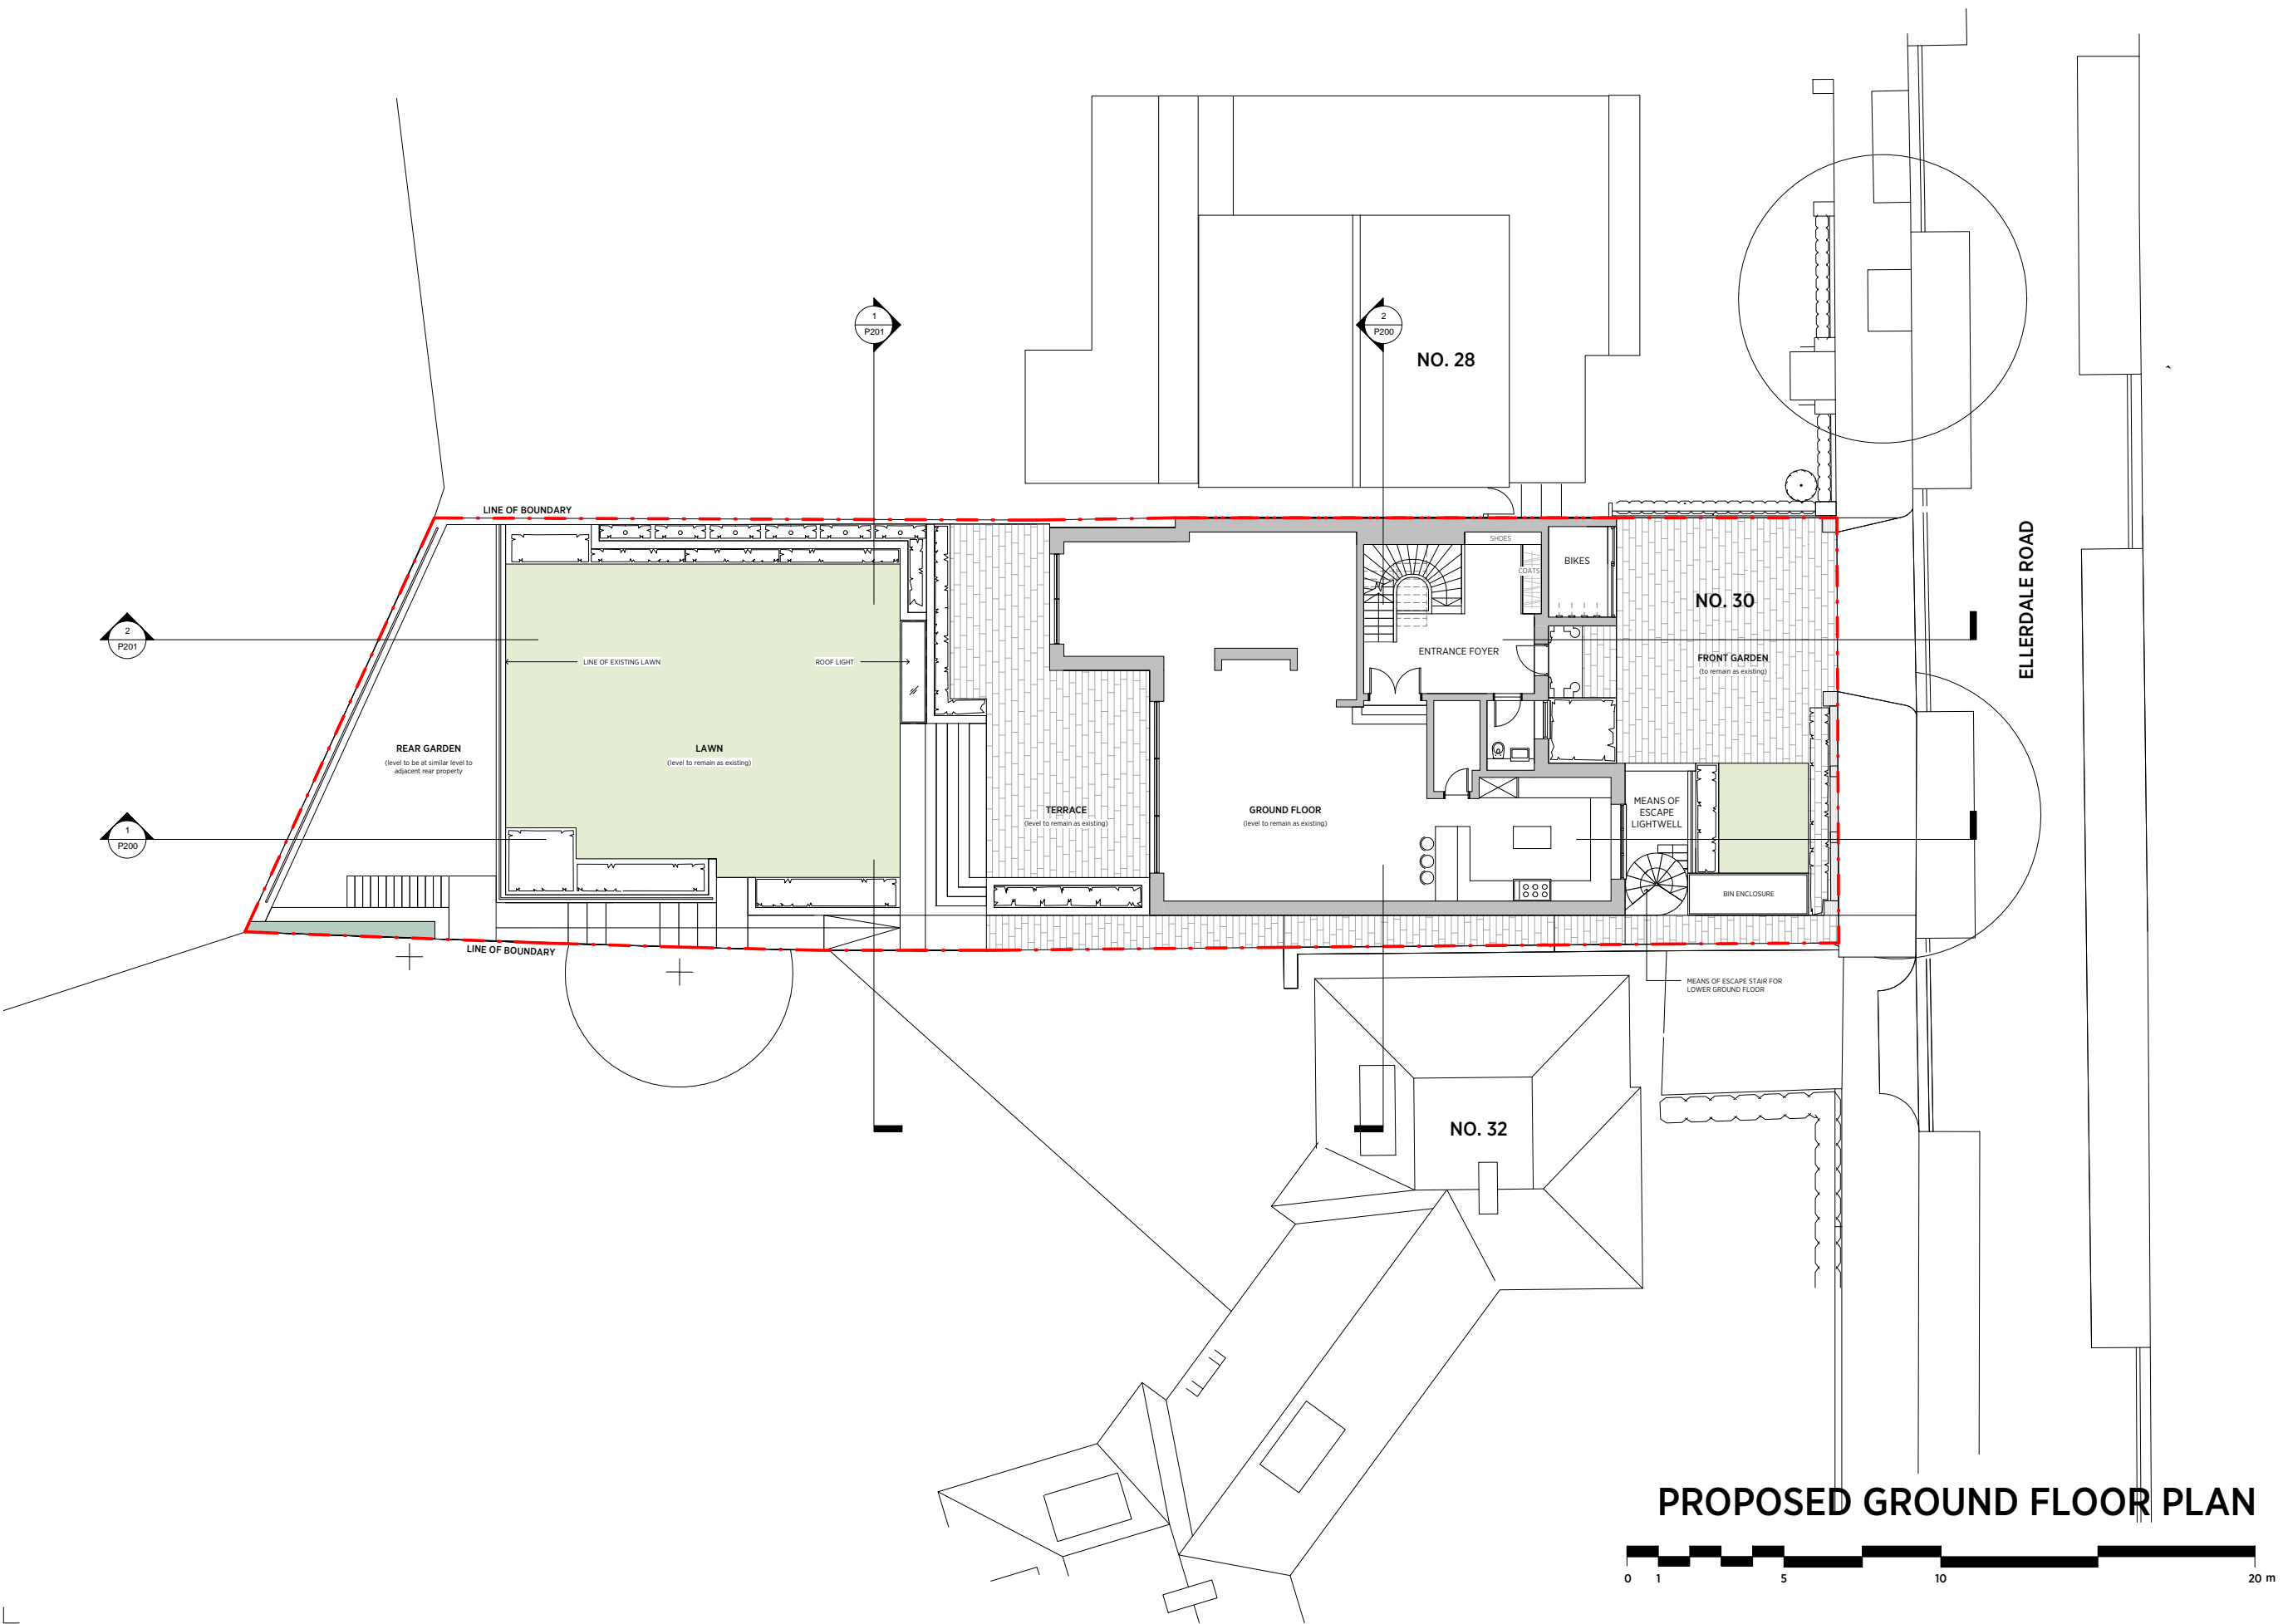 1
P201
2
P200
NO. 28
LINE OF BOUNDARY
SHOES
COATS
BIKES
NO. 30
ELLERDALE ROAD
2
P201
LINE OF EXISTING LAWN
ROOF LIGHT
ENTRANCE FOYER
FRONT GARDEN
(to remain as existing)
REAR GARDEN
(level to be at similar level to
adjacent rear property
LAWN
(level to remain as existing)
TERRACE
(level to remain as existing)
GROUND FLOOR
(level to remain as existing)
MEANS OF
ESCAPE
LIGHTWELL
1
P200
BIN ENCLOSURE
LINE OF BOUNDARY
MEANS OF ESCAPE STAIR FOR
LOWER GROUND FLOOR
NO. 32
PROPOSED GROUND FLOOR PLAN
0 1 5 10 20 m